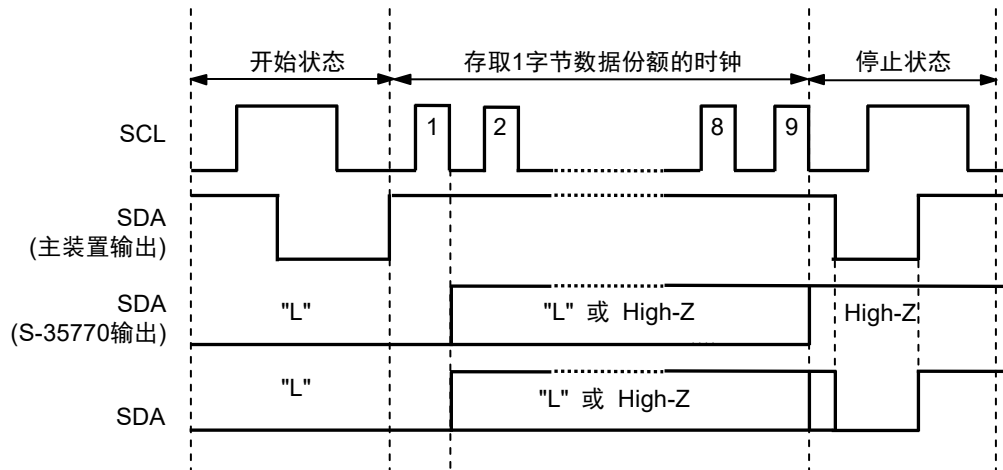 开始状态
存取1字节数据份额的时钟
停止状态
SCL
1
2
8
9
SDA
(主装置输出)
SDA
(S-35770输出)
"L"
"L" 或 High-Z
High-Z
SDA
"L"
"L" 或 High-Z